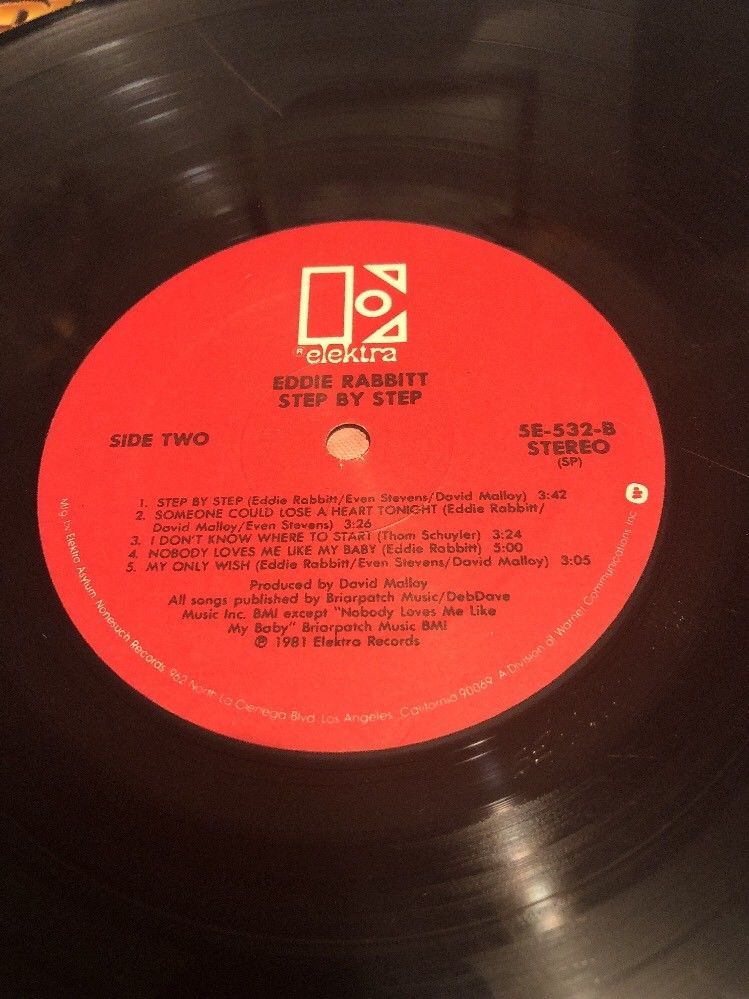 ® elektra
EDDIE RABBITT
STEP BY STEP
SIDE TWO
5E-532-B
STEREO
(SP)
1. STEP BY STEP (Eddie Rabbitt/Even Stevens/David Malloy) 3:42
2. SOMEONE COULD LOSE A HEART TONIGHT (Eddie Rabbitt/
David Malloy/Even Stevens) 3:26
3. I DON'T KNOW WHERE TO START (Thom Schuyler) 3:24
4. NOBODY LOVES ME LIKE MY BABY (Eddie Rabbitt) 5:00
5. MY ONLY WISH (Eddie Rabbitt/Even Stevens/David Malloy) 3:05
Produced by David Malloy
All songs published by Briarpatch Music/DebDave
Music Inc. BMI except "Nobody Loves Me Like
My Baby" Briarpatch Music BMI
℗ 1981 Elektra Records
Mfg by Elektra Asylum Nonesuch Records, 962 North La Cienega Blvd. Los Angeles, California 90069. A Division of Warner Communications Inc.